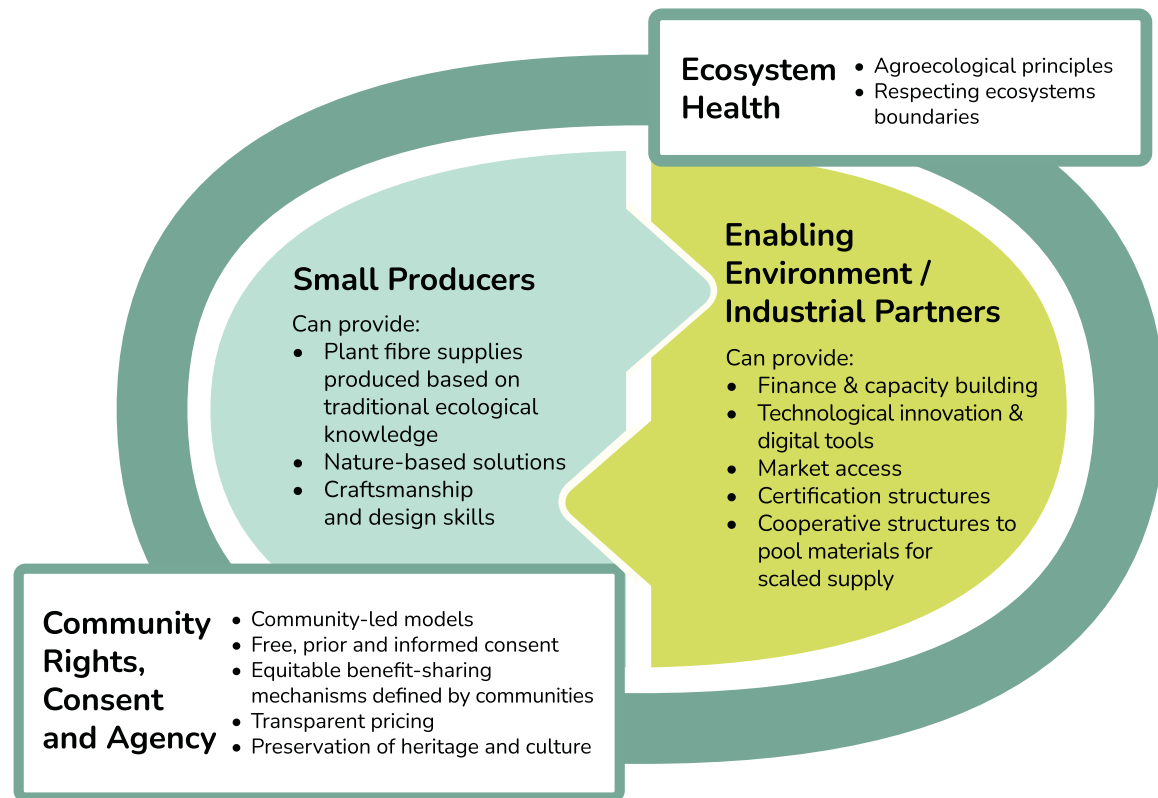 Ecosystem
Health
• Agroecological principles
• Respecting ecosystems
boundaries
Small Producers
Can provide:
• Plant fibre supplies
produced based on
traditional ecological
knowledge
• Nature-based solutions
• Craftsmanship
and design skills
Enabling
Environment /
Industrial Partners
Can provide:
• Finance & capacity building
• Technological innovation &
digital tools
• Market access
• Certification structures
• Cooperative structures to
pool materials for
scaled supply
Community
Rights,
Consent
and Agency
• Community-led models
• Free, prior and informed consent
• Equitable benefit-sharing
mechanisms defined by communities
• Transparent pricing
• Preservation of heritage and culture